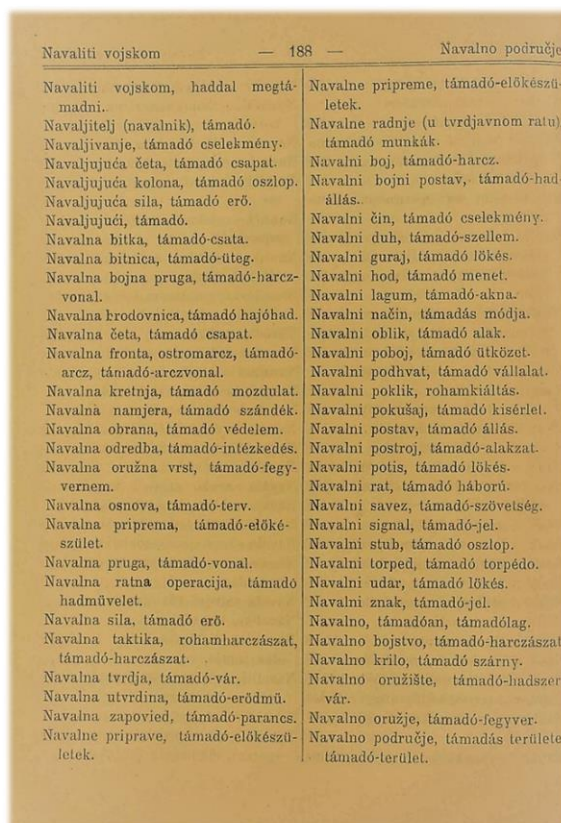 Navaliti vojskom — 188 — Navalno područje
Navaliti vojskom, haddal megtá-
madni.
Navaljitelj (navalnik), támadó.
Navaljivanje, támadó cselekmény.
Navaljujuća četa, támadó csapat.
Navaljujuća kolona, támadó oszlop.
Navaljujuća sila, támadó erő.
Navaljujući, támadó.
Navalna bitka, támadó-csata.
Navalna bitnica, támadó-üteg.
Navalna bojna pruga, támadó-harcz-
vonal.
Navalna brodovnica, támadó hajóhad.
Navalna četa, támadó csapat.
Navalna fronta, ostromarcz, támadó-
arcz, támadó-arczvonal.
Navalna kretnja, támadó mozdulat.
Navalna namjera, támadó szándék.
Navalna obrana, támadó védelem.
Navalna odredba, támadó-intézkedés.
Navalna oružna vrst, támadó-fegy-
vernem.
Navalna osnova, támadó-terv.
Navalna priprema, támadó-előké-
szület.
Navalna pruga, támadó-vonal.
Navalna ratna operacija, támadó
hadmüvelet.
Navalna sila, támadó erő.
Navalna taktika, rohamharczászat,
támadó-harczászat.
Navalna tvrdja, támadó-vár.
Navalna utvrdina, támadó-erődmü.
Navalna zapovied, támadó-parancs.
Navalne priprave, támadó-előkészü-
letek.
Navalne pripreme, támadó-előkészü-
letek.
Navalne radnje (u tvrdjavnom ratu),
támadó munkák.
Navalni boj, támadó-harcz.
Navalni bojni postav, támadó-had-
állás.
Navalni čin, támadó cselekmény.
Navalni duh, támadó-szellem.
Navalni guraj, támadó lökés.
Navalni hod, támadó menet.
Navalni lagum, támadó-akna.
Navalni način, támadás módja.
Navalni oblik, támadó alak.
Navalni poboj, támadó ütközet.
Navalni podhvat, támadó vállalat.
Navalni poklik, rohamkiáltás.
Navalni pokušaj, támadó kisérlet.
Navalni postav, támadó állás.
Navalni postroj, támadó-alakzat.
Navalni potis, támadó lökés.
Navalni rat, támadó háború.
Navalni savez, támadó-szövetség.
Navalni signal, támadó-jel.
Navalni stub, támadó oszlop.
Navalni torped, támadó torpédo.
Navalni udar, támadó lökés.
Navalni znak, támadó-jel.
Navalno, támadóan, támadólag.
Navalno bojstvo, támadó-harczászat
Navalno krilo, támadó szárny.
Navalno oružište, támadó-hadszer
vár.
Navalno oružje, támadó-fegyver.
Navalno područje, támadás területe
támadó-terület.